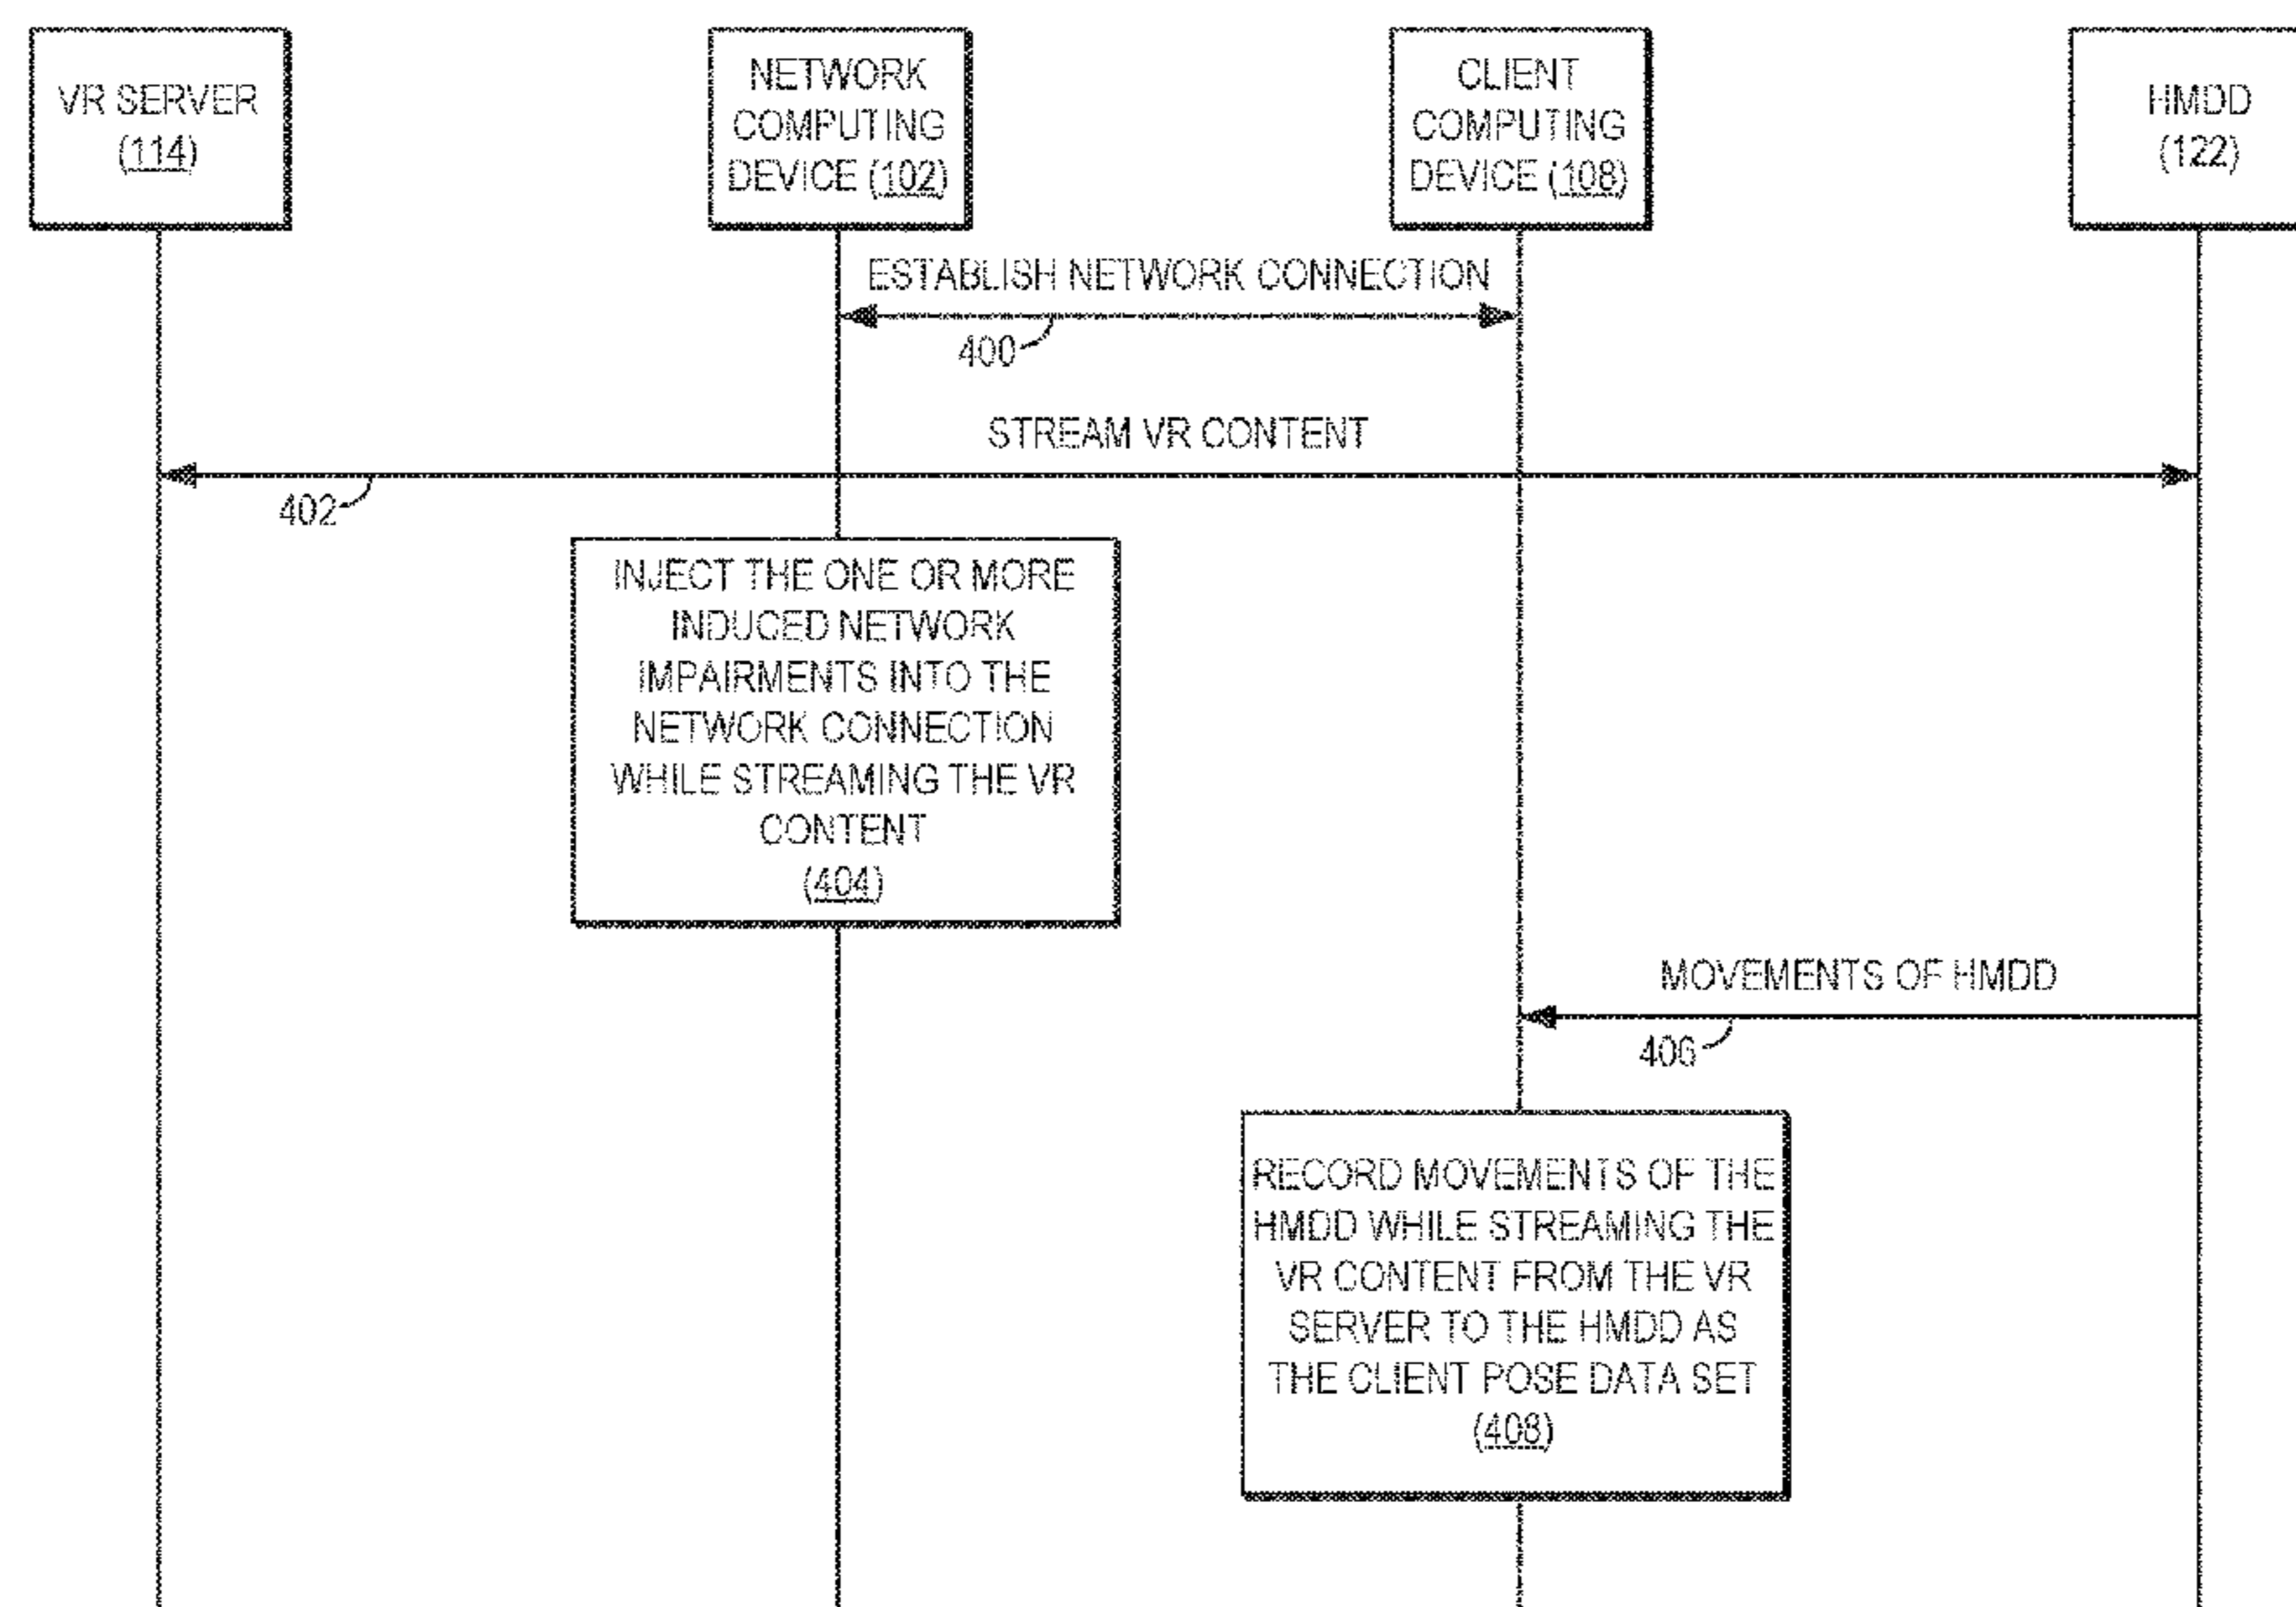 VR SERVER
(114)
NETWORK
COMPUTING
DEVICE (102)
CLIENT
COMPUTING
DEVICE (108)
HMDD
(122)
ESTABLISH NETWORK CONNECTION
400
STREAM VR CONTENT
402
INJECT THE ONE OR MORE
INDUCED NETWORK
IMPAIRMENTS INTO THE
NETWORK CONNECTION
WHILE STREAMING THE VR
CONTENT
(404)
MOVEMENTS OF HMDD
406
RECORD MOVEMENTS OF THE
HMDD WHILE STREAMING THE
VR CONTENT FROM THE VR
SERVER TO THE HMDD AS
THE CLIENT POSE DATA SET
(408)